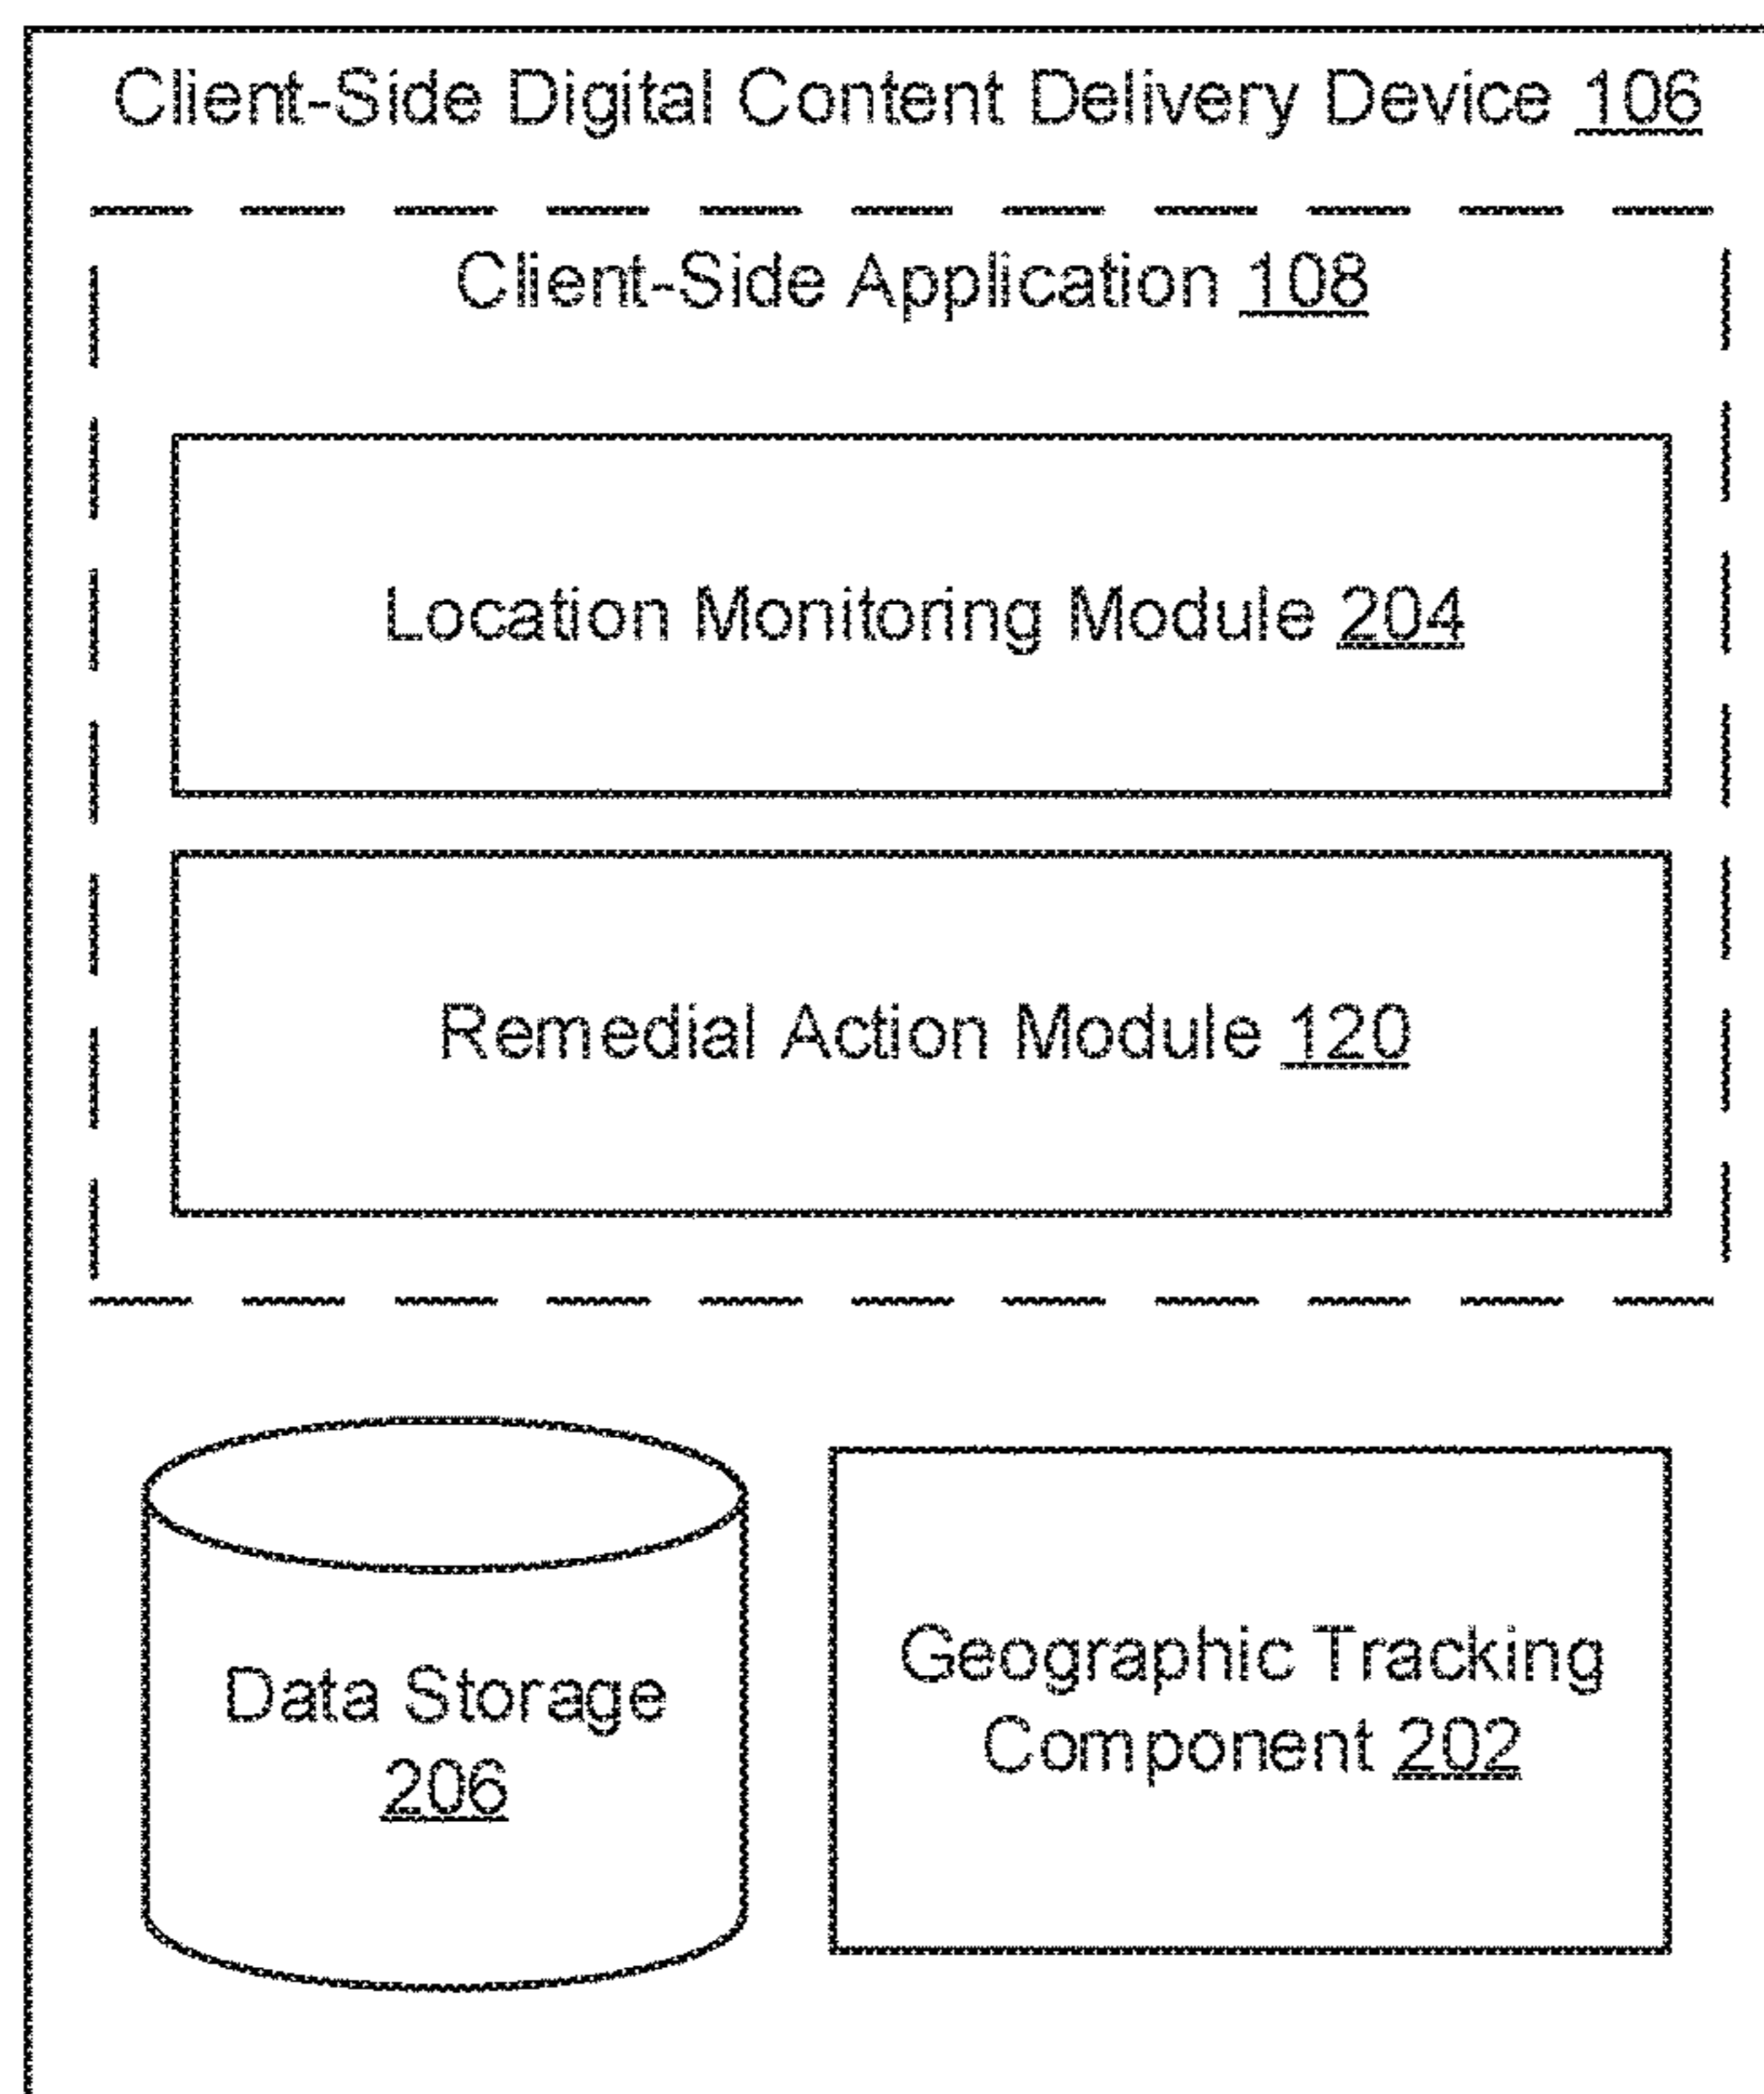 Client-Side Digital Content Delivery Device 106
Client-Side Application 108
Location Monitoring Module 204
Remedial Action Module 120
Data Storage
206
Geographic Tracking
Component 202